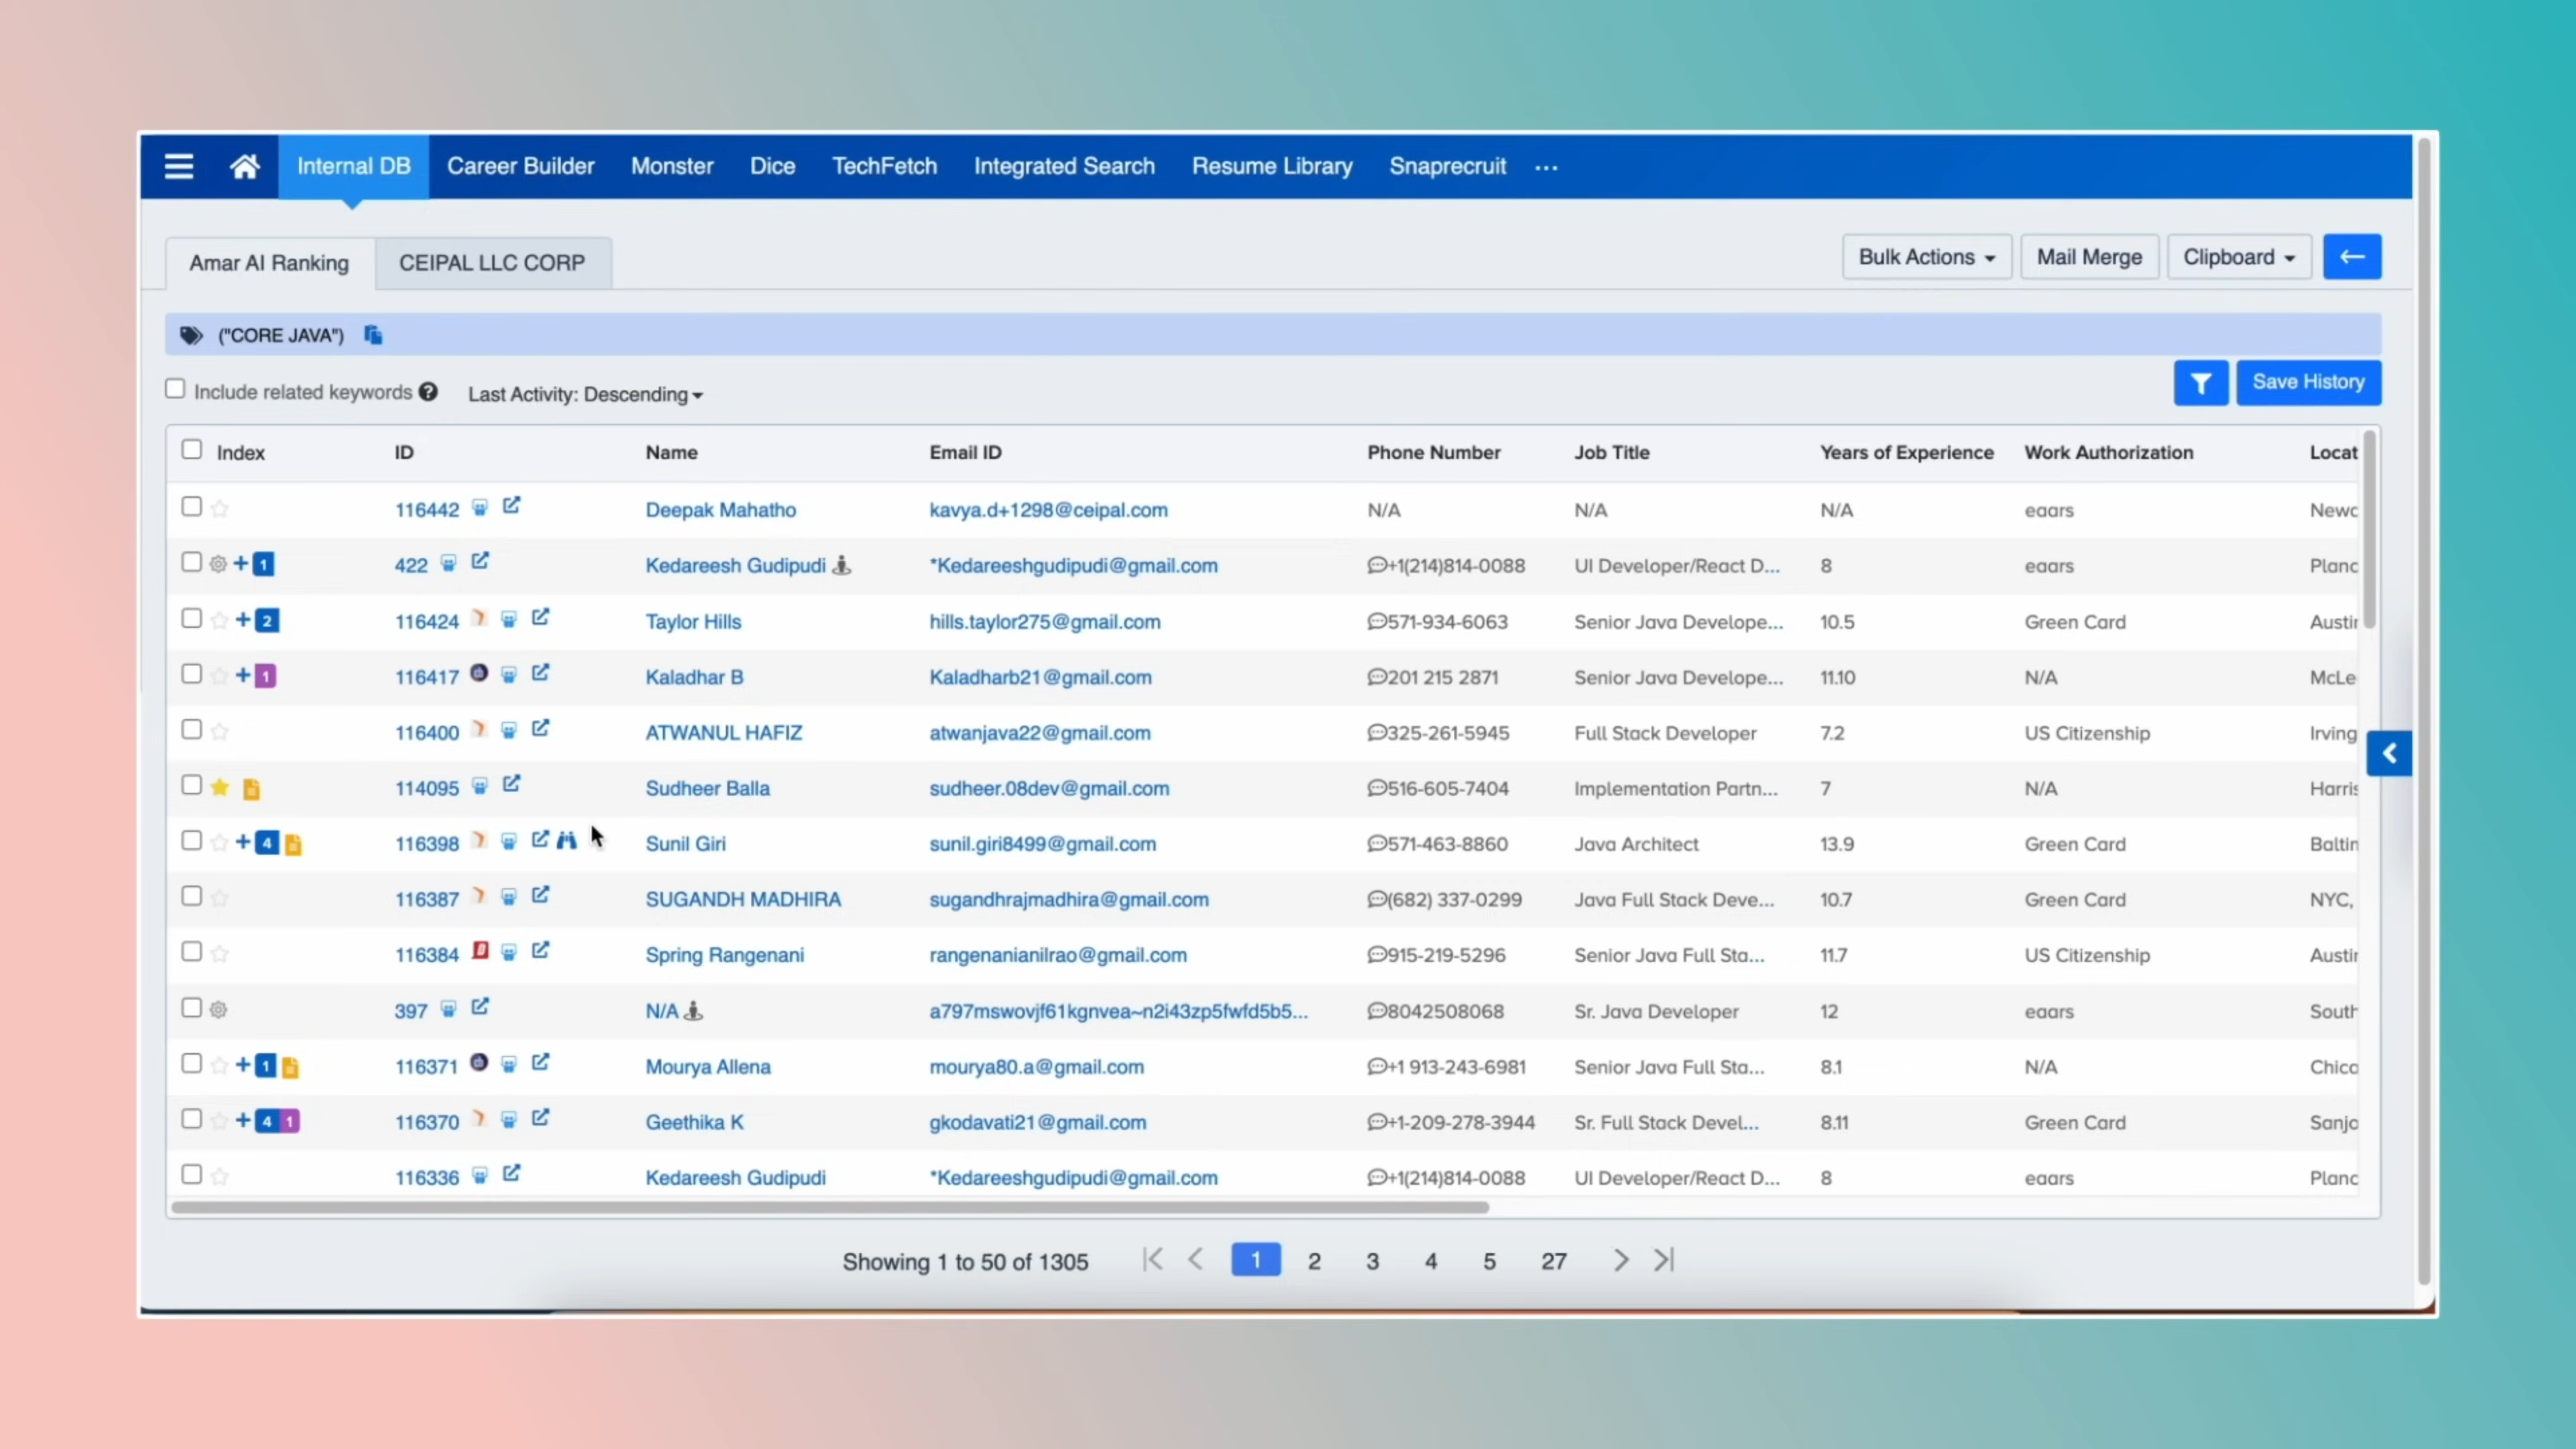 Internal DB Career Builder Monster Dice TechFetch Integrated Search Resume Library Snaprecruit ...
Amar AI Ranking CEIPAL LLC CORP Bulk Actions Mail Merge Clipboard
("CORE JAVA")
Include related keywords Last Activity: Descending Save History
Index ID Name Email ID Phone Number Job Title Years of Experience Work Authorization Locat
116442 Deepak Mahatho kavya.d+1298@ceipal.com N/A N/A N/A eaars Newc
+ 1 422 Kedareesh Gudipudi *Kedareeshgudipudi@gmail.com +1(214)814-0088 UI Developer/React D... 8 eaars Planc
+ 2 116424 Taylor Hills hills.taylor275@gmail.com 571-934-6063 Senior Java Develope... 10.5 Green Card Austin
+ 1 116417 Kaladhar B Kaladharb21@gmail.com 201 215 2871 Senior Java Develope... 11.10 N/A McLe
116400 ATWANUL HAFIZ atwanjava22@gmail.com 325-261-5945 Full Stack Developer 7.2 US Citizenship Irving
114095 Sudheer Balla sudheer.08dev@gmail.com 516-605-7404 Implementation Partn... 7 N/A Harris
+ 4 116398 Sunil Giri sunil.giri8499@gmail.com 571-463-8860 Java Architect 13.9 Green Card Baltim
116387 SUGANDH MADHIRA sugandhrajmadhira@gmail.com (682) 337-0299 Java Full Stack Deve... 10.7 Green Card NYC,
116384 Spring Rangenani rangenanianilrao@gmail.com 915-219-5296 Senior Java Full Sta... 11.7 US Citizenship Austin
397 N/A a797mswovjf61kgnvea~n2i43zp5fwfd5b5... 8042508068 Sr. Java Developer 12 eaars South
+ 1 116371 Mourya Allena mourya80.a@gmail.com +1 913-243-6981 Senior Java Full Sta... 8.1 N/A Chica
+ 4 1 116370 Geethika K gkodavati21@gmail.com +1-209-278-3944 Sr. Full Stack Devel... 8.11 Green Card Sanjo
116336 Kedareesh Gudipudi *Kedareeshgudipudi@gmail.com +1(214)814-0088 UI Developer/React D... 8 eaars Planc
Showing 1 to 50 of 1305 1 2 3 4 5 27